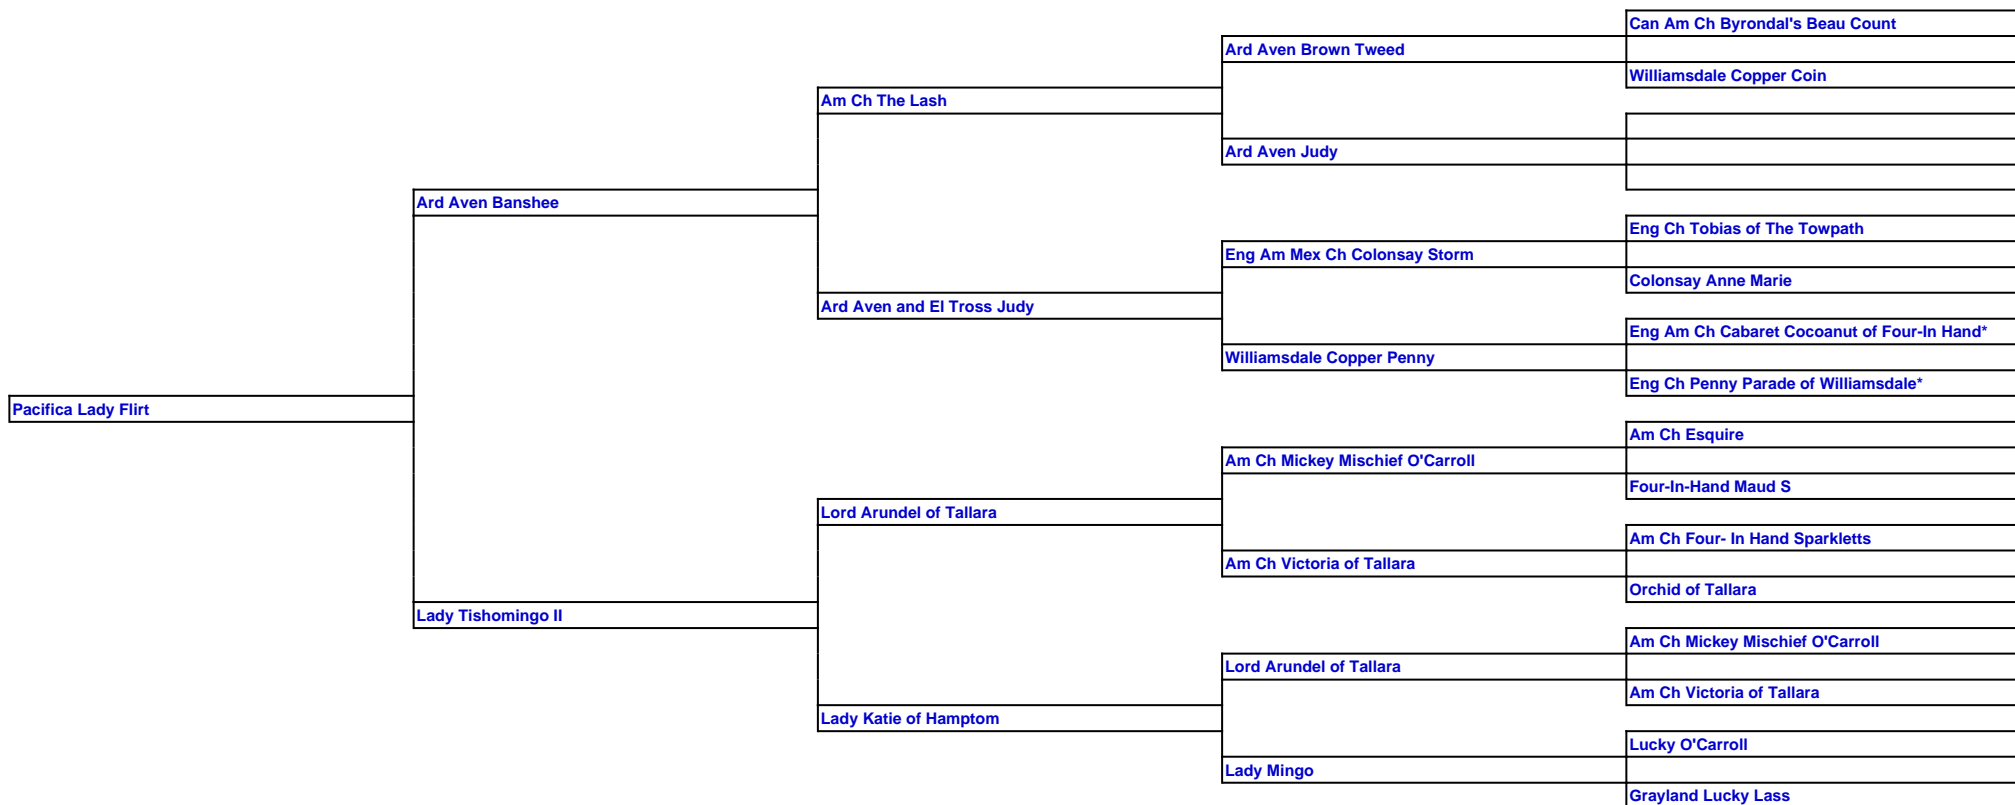 Can Am Ch Byrondal's Beau Count
Ard Aven Brown Tweed
Williamsdale Copper Coin
Am Ch The Lash
Ard Aven Judy
Ard Aven Banshee
Eng Ch Tobias of The Towpath
Eng Am Mex Ch Colonsay Storm
Colonsay Anne Marie
Ard Aven and El Tross Judy
Eng Am Ch Cabaret Cocoanut of Four-In Hand*
Williamsdale Copper Penny
Eng Ch Penny Parade of Williamsdale*
Pacifica Lady Flirt
Am Ch Esquire
Am Ch Mickey Mischief O'Carroll
Four-In-Hand Maud S
Lord Arundel of Tallara
Am Ch Four- In Hand Sparkletts
Am Ch Victoria of Tallara
Orchid of Tallara
Lady Tishomingo II
Am Ch Mickey Mischief O'Carroll
Lord Arundel of Tallara
Am Ch Victoria of Tallara
Lady Katie of Hamptom
Lucky O'Carroll
Lady Mingo
Grayland Lucky Lass